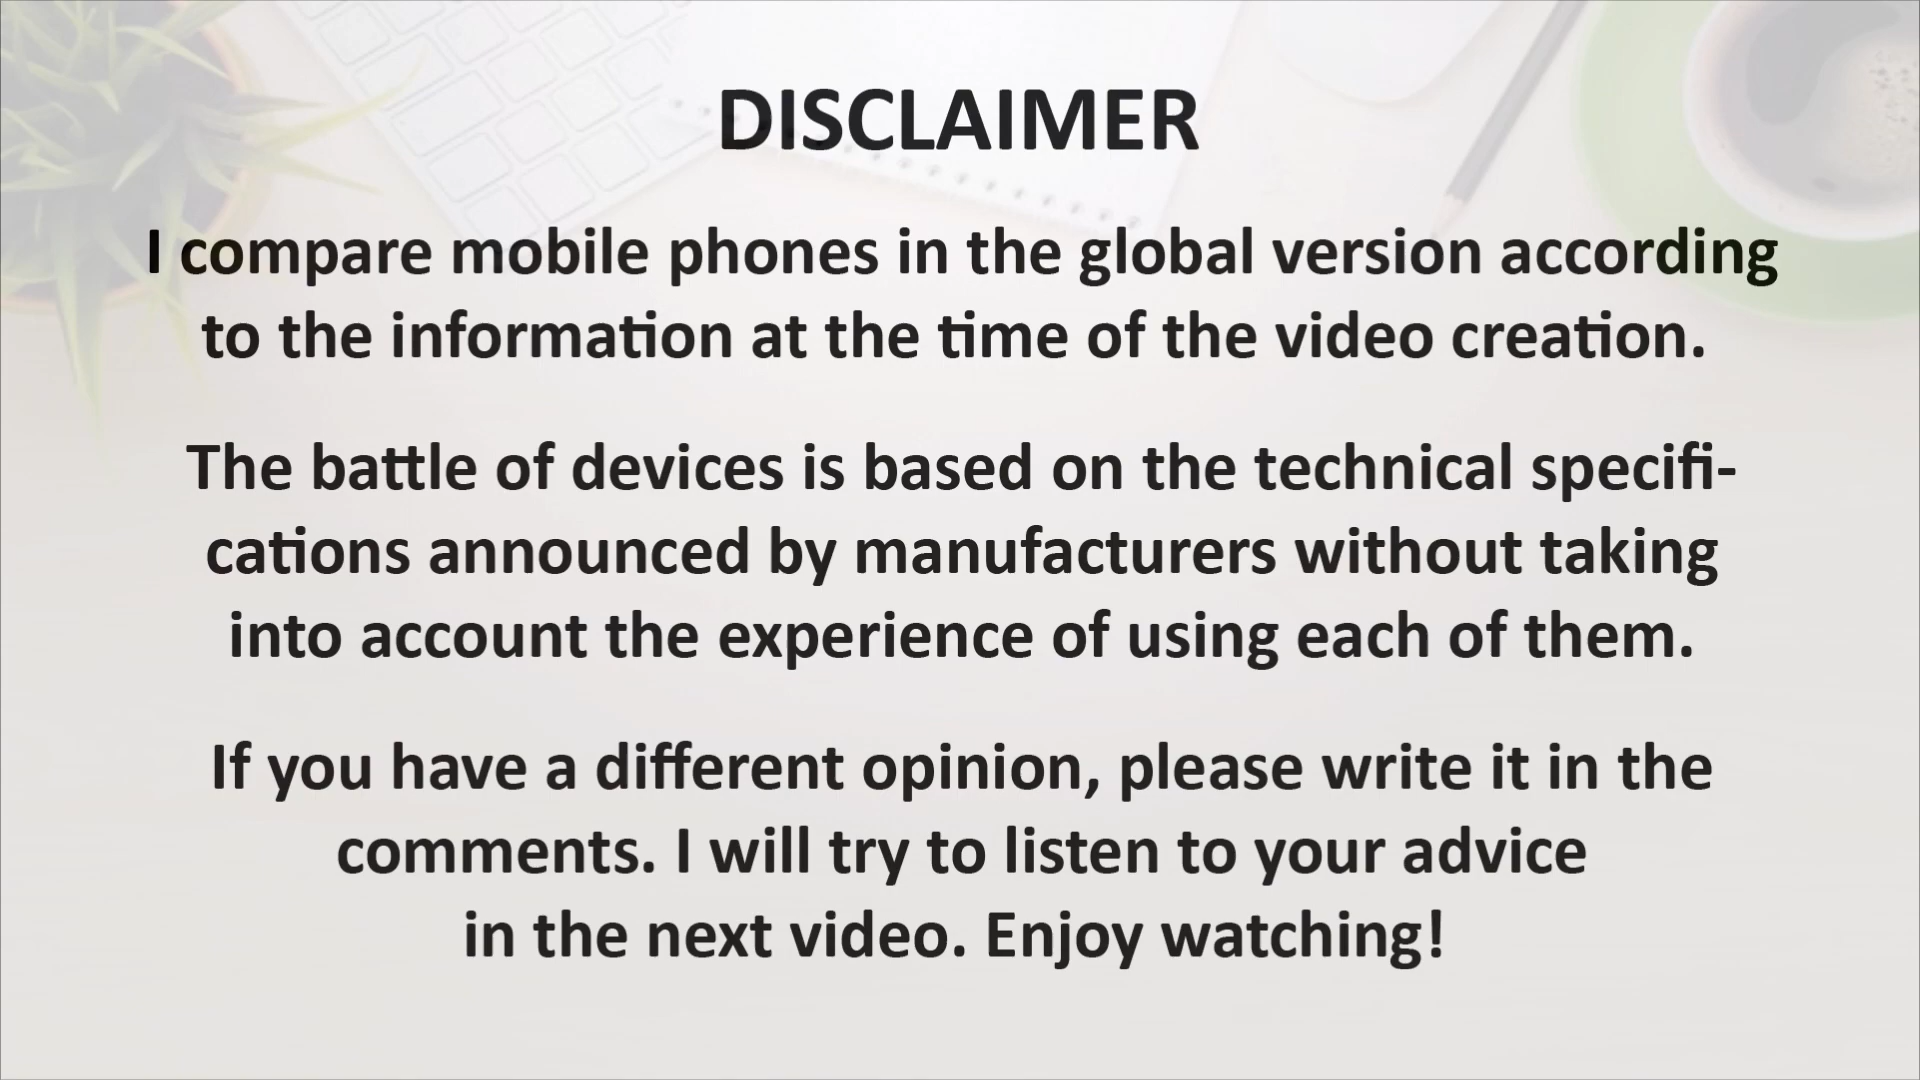 DISCLAIMER
I compare mobile phones in the global version according
to the information at the time of the video creation.
The battle of devices is based on the technical specifi-
cations announced by manufacturers without taking
into account the experience of using each of them.
If you have a different opinion, please write it in the
comments. I will try to listen to your advice
in the next video. Enjoy watching!